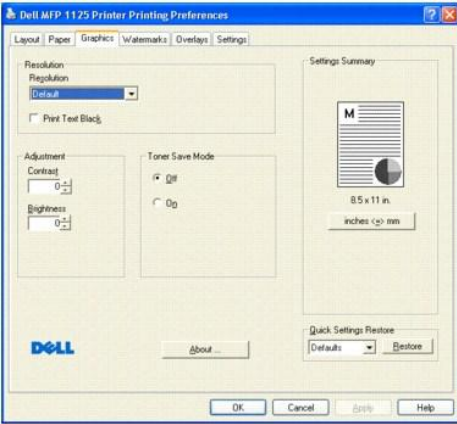 Dell MFP 1125 Printer Printing Preferences
Layout Paper Graphics Watermarks Overlays Settings
Resolution
Resolution
Default
Print Text Black
Adjustment
Contrast
0
Brightness
0
Toner Save Mode
Off
On
Settings Summary
M
8.5 x 11 in.
inches <=> mm
DELL
About ...
Quick Settings Restore
Defaults
Restore
OK Cancel Apply Help